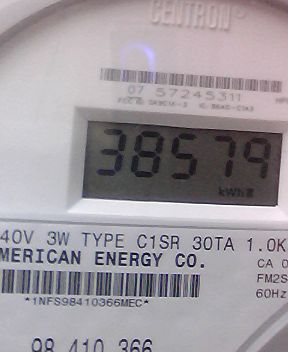 CENTRON®
07 57245311
38579
kWh
40V 3W TYPE C1SR 30TA 1.0K
MERICAN ENERGY CO.
CA 0
FM2S
60Hz
*1NFS98410366MEC*
98 410 366